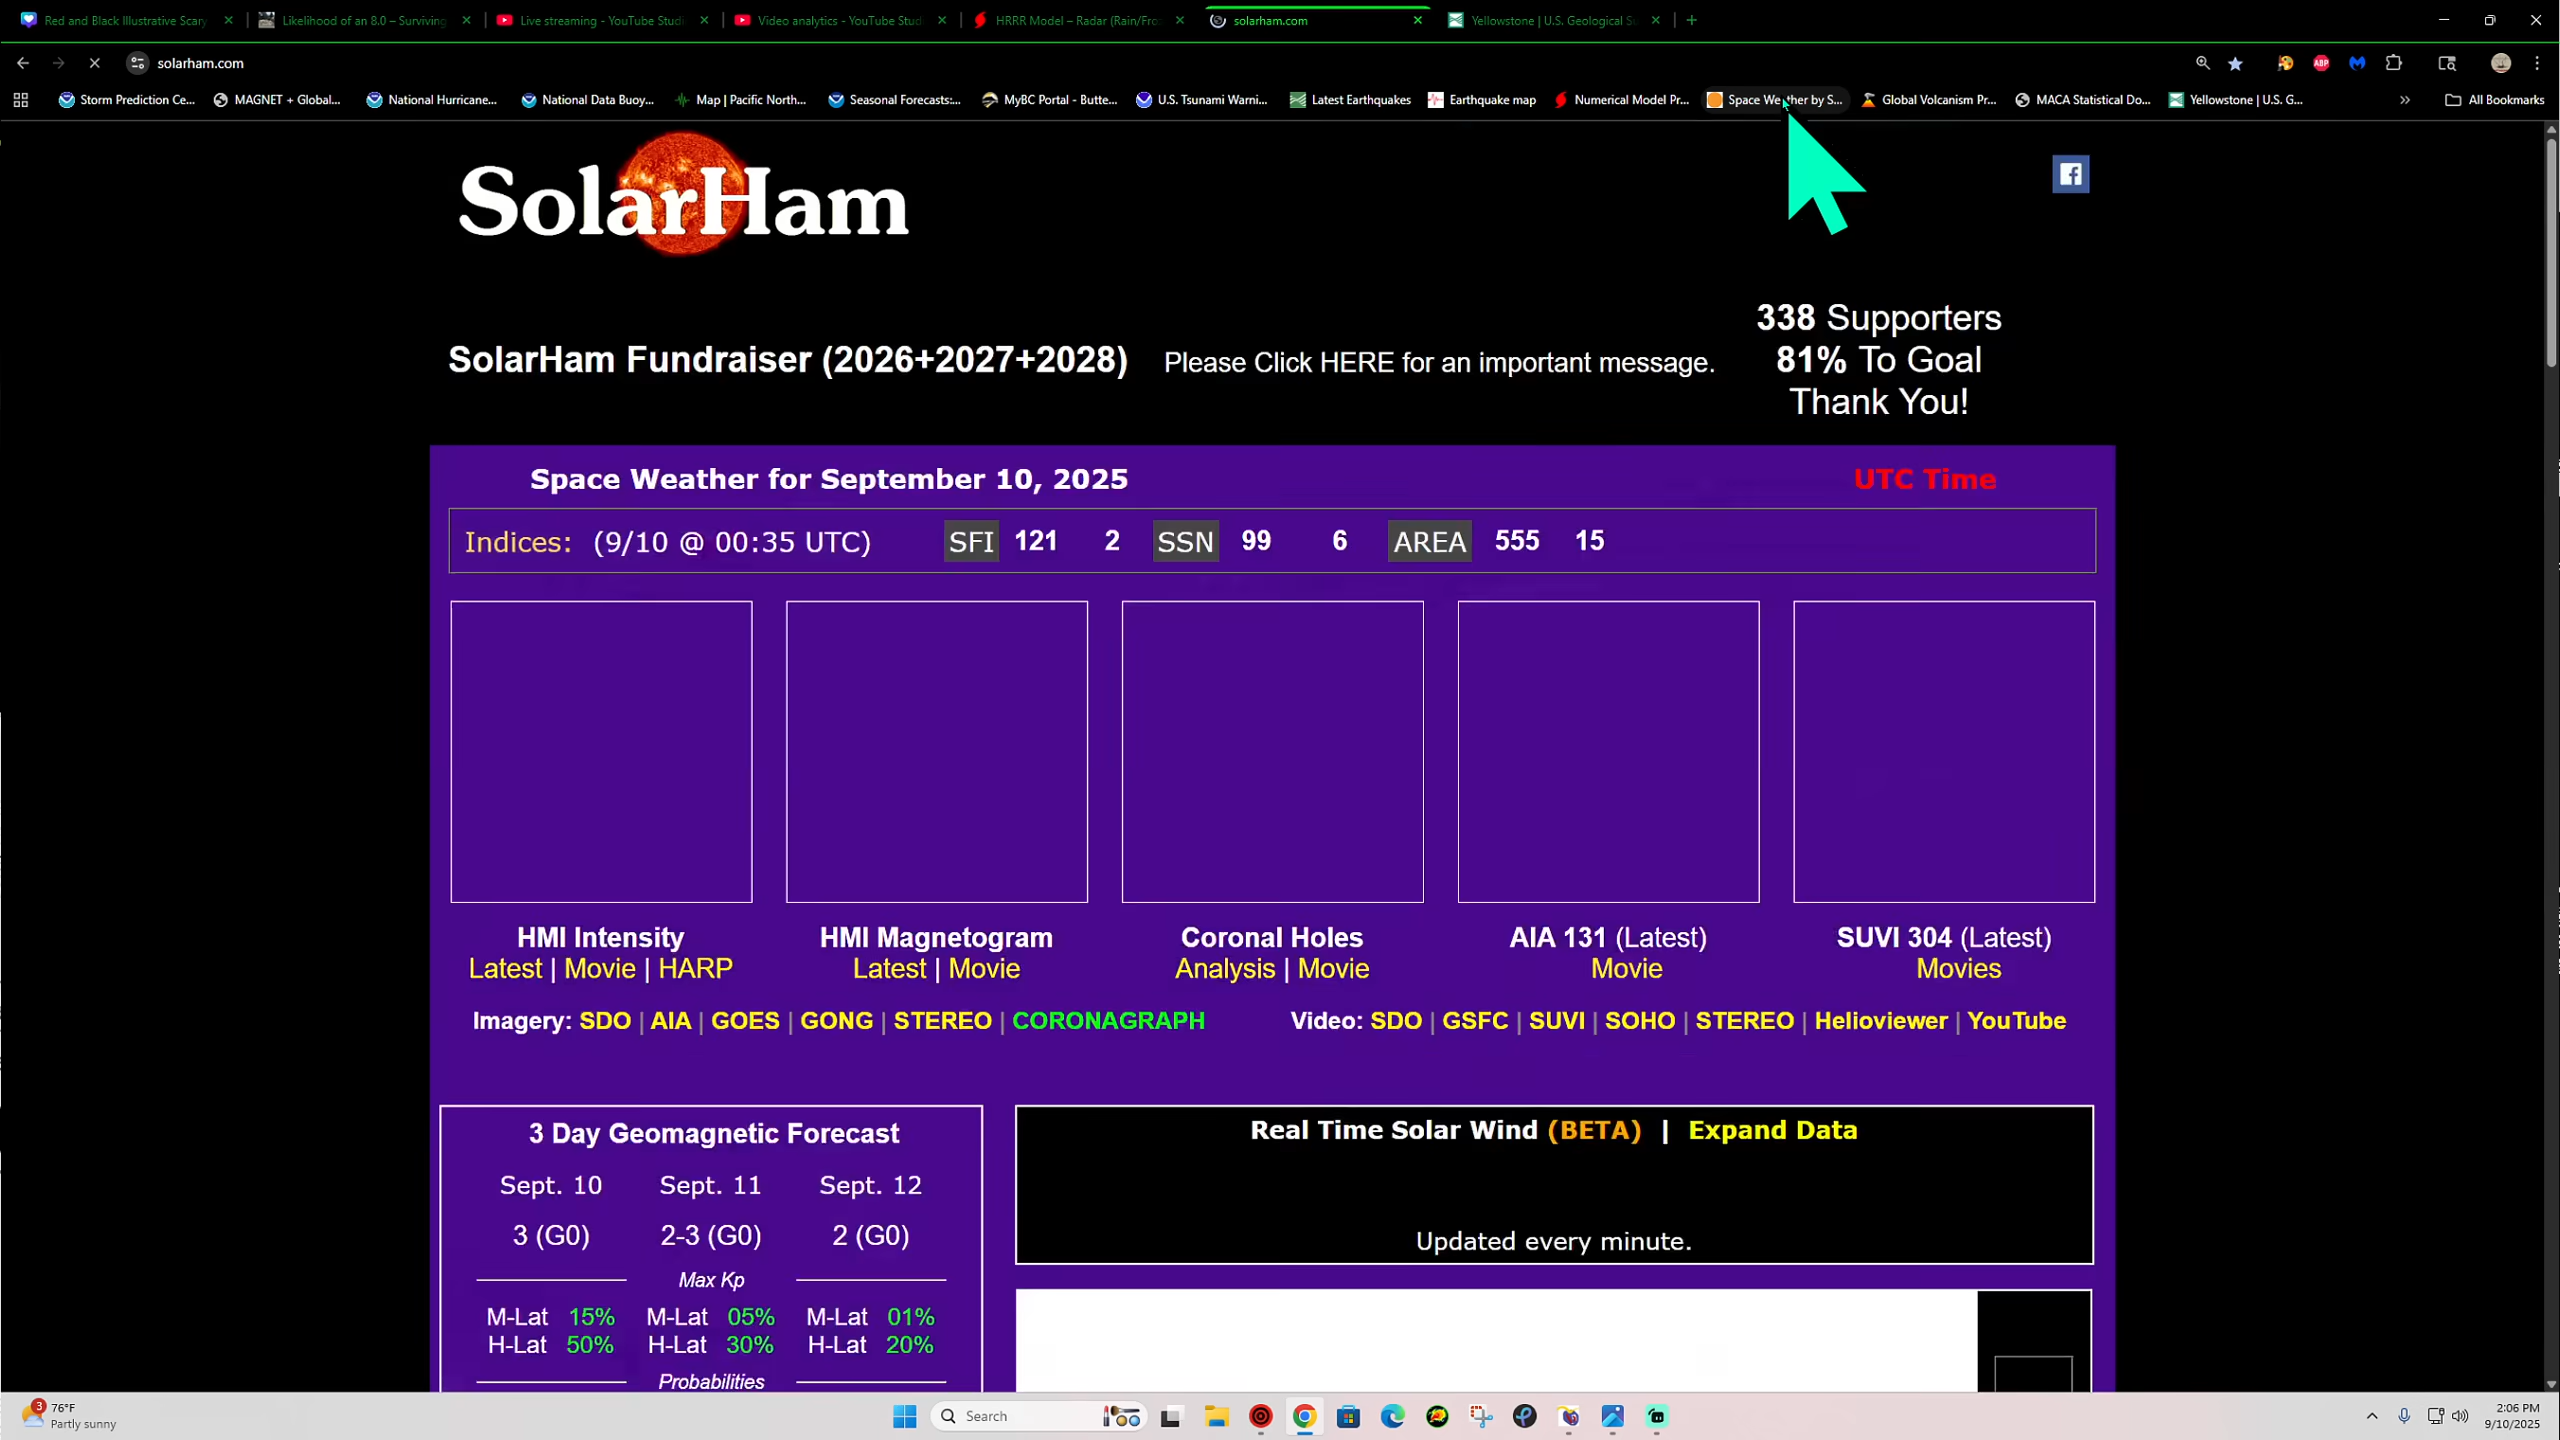 Red and Black Illustrative Scary
Likelihood of an 8.0 – Surviving
Live streaming - YouTube Studi
Video analytics - YouTube Stud
HRRR Model – Radar (Rain/Fro
solarham.com
Yellowstone | U.S. Geological S
solarham.com
ABP
Storm Prediction Ce...
MAGNET + Global...
National Hurricane...
National Data Buoy...
Map | Pacific North...
Seasonal Forecasts:...
MyBC Portal - Butte...
U.S. Tsunami Warni...
Latest Earthquakes
Earthquake map
Numerical Model Pr...
Space Weather by S...
Global Volcanism Pr...
MACA Statistical Do...
Yellowstone | U.S. G...
All Bookmarks
SolarHam
SolarHam Fundraiser (2026+2027+2028) Please Click HERE for an important message.
338 Supporters
81% To Goal
Thank You!
Space Weather for September 10, 2025 UTC Time
Indices: (9/10 @ 00:35 UTC) SFI 121 2 SSN 99 6 AREA 555 15
HMI Intensity
Latest | Movie | HARP
HMI Magnetogram
Latest | Movie
Coronal Holes
Analysis | Movie
AIA 131 (Latest)
Movie
SUVI 304 (Latest)
Movies
Imagery: SDO | AIA | GOES | GONG | STEREO | CORONAGRAPH
Video: SDO | GSFC | SUVI | SOHO | STEREO | Helioviewer | YouTube
3 Day Geomagnetic Forecast
Sept. 10 Sept. 11 Sept. 12
3 (G0) 2-3 (G0) 2 (G0)
Max Kp
M-Lat 15% M-Lat 05% M-Lat 01%
H-Lat 50% H-Lat 30% H-Lat 20%
Probabilities
Real Time Solar Wind (BETA) | Expand Data
Updated every minute.
3
76°F
Partly sunny
Search
2:06 PM
9/10/2025